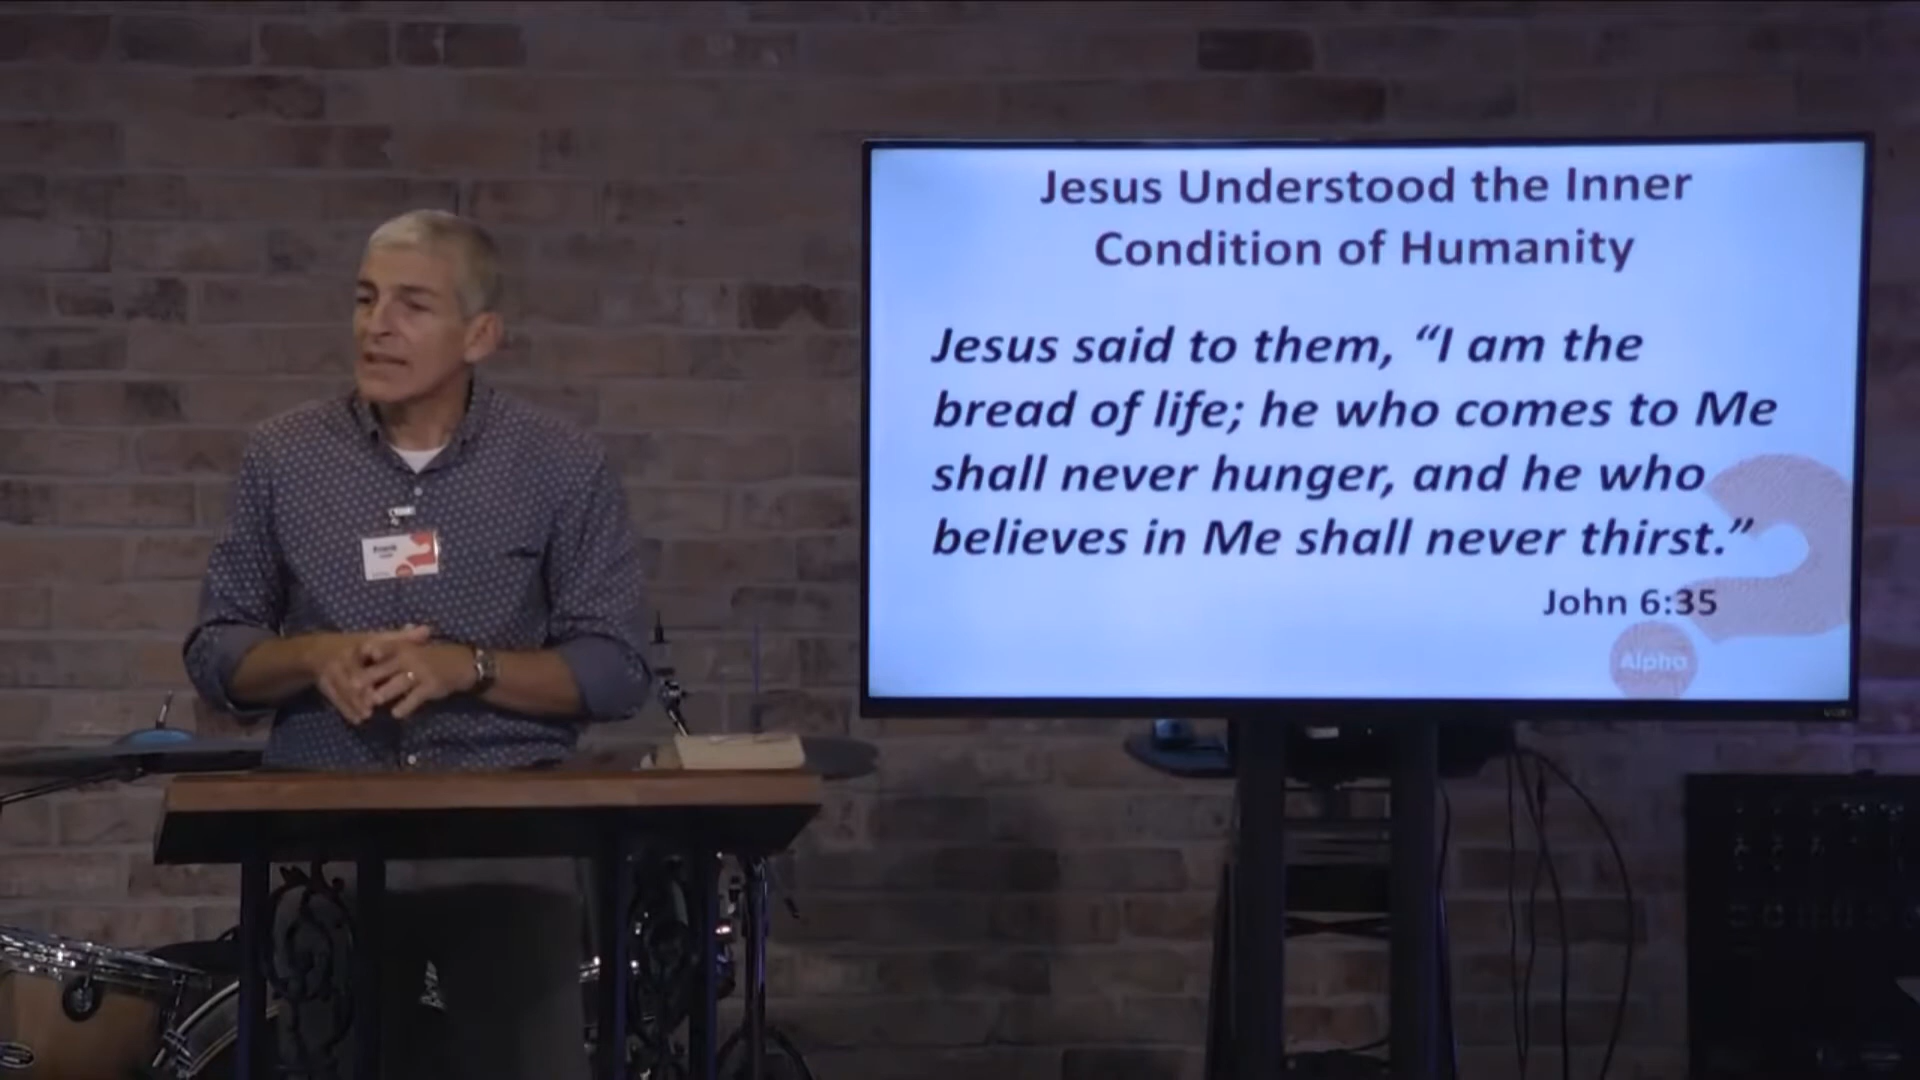 Jesus Understood the Inner
Condition of Humanity
Jesus said to them, “I am the
bread of life; he who comes to Me
shall never hunger, and he who
believes in Me shall never thirst.”
John 6:35
Alpha